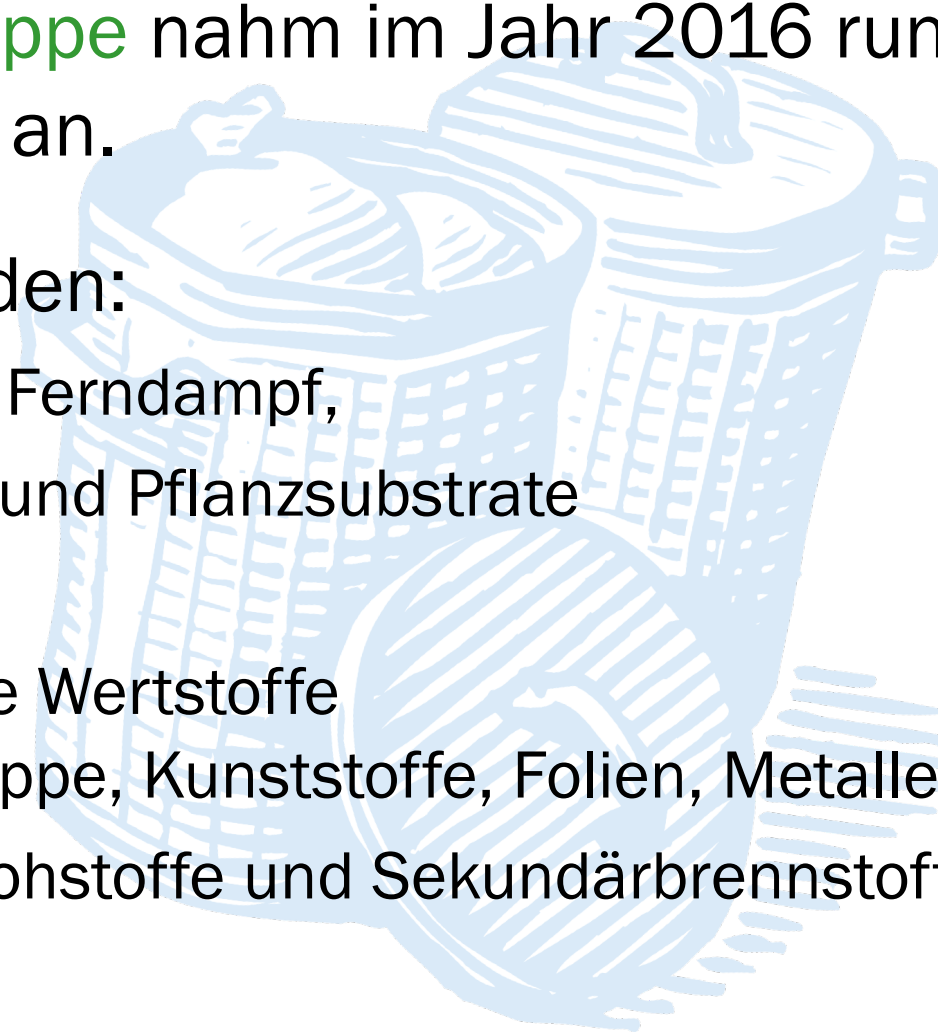 ppe nahm im Jahr 2016 run
an.
den:
Ferndampf,
und Pflanzsubstrate
e Wertstoffe
ppe, Kunststoffe, Folien, Metalle
ohstoffe und Sekundärbrennstoff